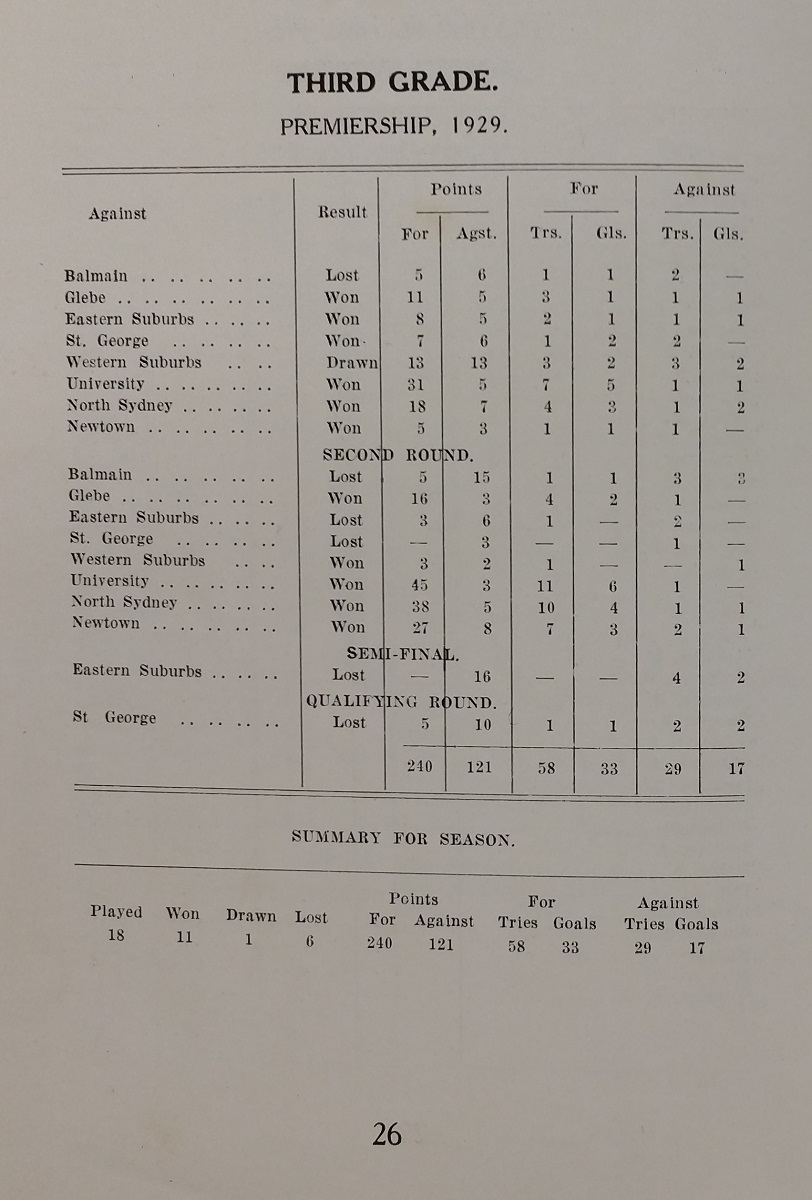 THIRD GRADE.
PREMIERSHIP, 1929.
Points For Against
Against Result
For Agst. Trs. Gls. Trs. Gls.
Balmain .. .. .. .. .. .. .. Lost 5 6 1 1 2 —
Glebe .. .. .. .. .. .. .. .. Won 11 5 3 1 1 1
Eastern Suburbs .. .. .. Won 8 5 2 1 1 1
St. George .. .. .. .. .. Won 7 6 1 2 2 —
Western Suburbs .. .. Drawn 13 13 3 2 3 2
University .. .. .. .. .. .. Won 31 5 7 5 1 1
North Sydney .. .. .. .. Won 18 7 4 3 1 2
Newtown .. .. .. .. .. .. Won 5 3 1 1 1 —
SECOND ROUND.
Balmain .. .. .. .. .. .. Lost 5 15 1 1 3 3
Glebe .. .. .. .. .. .. .. .. Won 16 3 4 2 1 —
Eastern Suburbs .. .. .. Lost 3 6 1 — 2 —
St. George .. .. .. .. .. Lost — 3 — — 1 —
Western Suburbs .. .. Won 3 2 1 — — 1
University .. .. .. .. .. .. Won 45 3 11 6 1 —
North Sydney .. .. .. .. Won 38 5 10 4 1 1
Newtown .. .. .. .. .. .. Won 27 8 7 3 2 1
SEMI-FINAL.
Eastern Suburbs .. .. .. Lost — 16 — — 4 2
QUALIFYING ROUND.
St George .. .. .. .. .. Lost 5 10 1 1 2 2
240 121 58 33 29 17
SUMMARY FOR SEASON.
Points For Against
Played Won Drawn Lost For Against Tries Goals Tries Goals
18 11 1 6 240 121 58 33 29 17
26